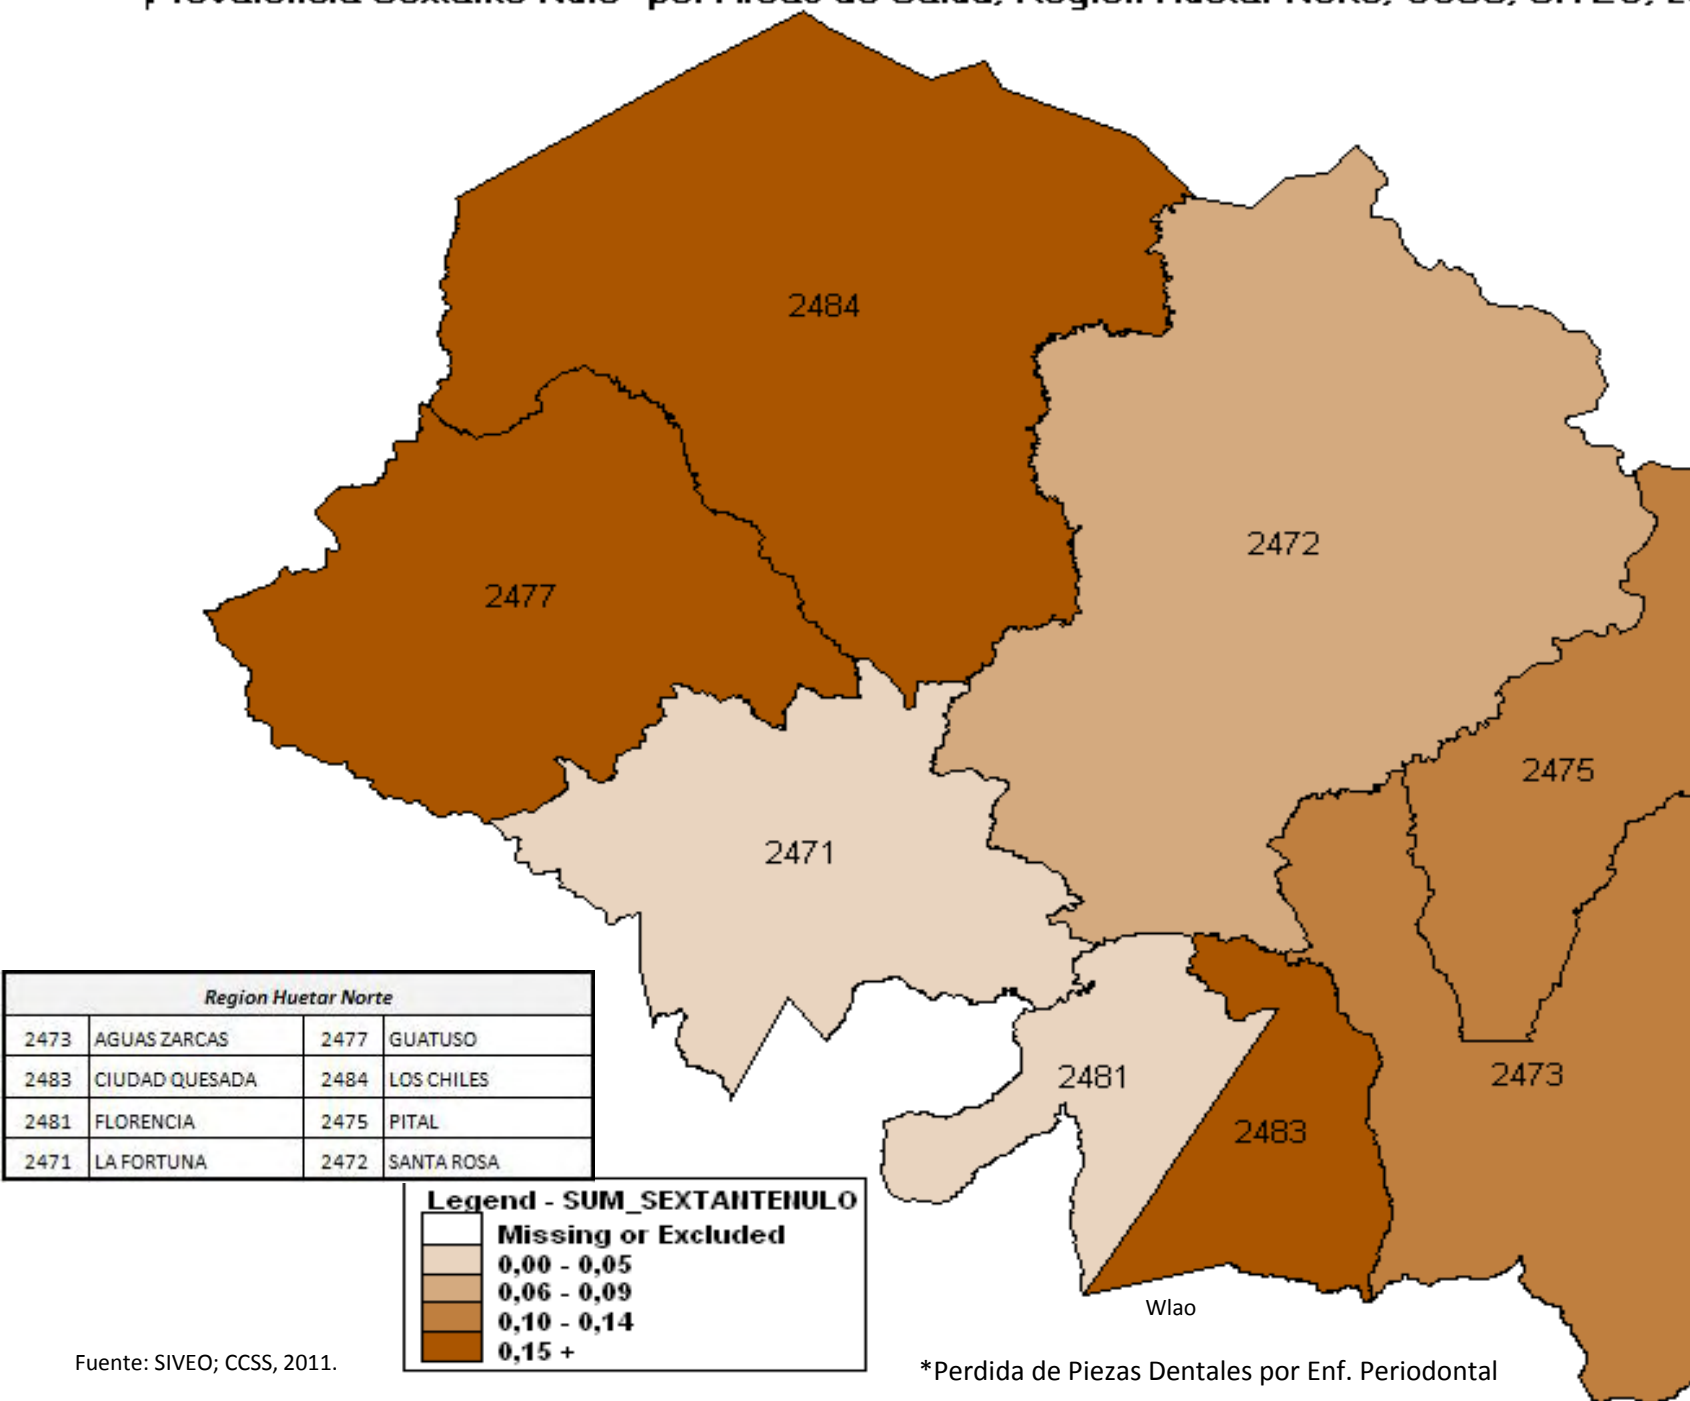 2484
2472
2477
2475
2471
Region Huetar Norte
2473 AGUAS ZARCAS 2477 GUATUSO
2483 CIUDAD QUESADA 2484 LOS CHILES
2481 FLORENCIA 2475 PITAL
2471 LA FORTUNA 2472 SANTA ROSA
2481
2473
2483
Legend - SUM_SEXTANTENULO
Missing or Excluded
0,00 - 0,05
0,06 - 0,09
0,10 - 0,14
0,15 +
Wlao
Fuente: SIVEO; CCSS, 2011.
*Perdida de Piezas Dentales por Enf. Periodontal